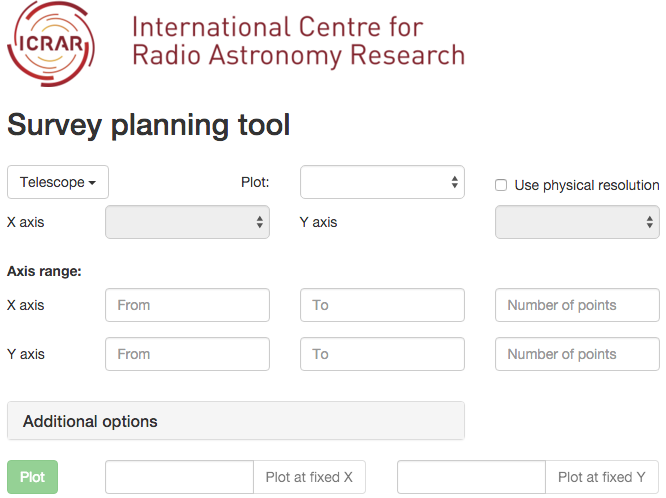 ICRAR
International Centre for
Radio Astronomy Research
Survey planning tool
Telescope Plot: Use physical resolution
X axis Y axis
Axis range:
X axis From To Number of points
Y axis From To Number of points
Additional options
Plot Plot at fixed X Plot at fixed Y